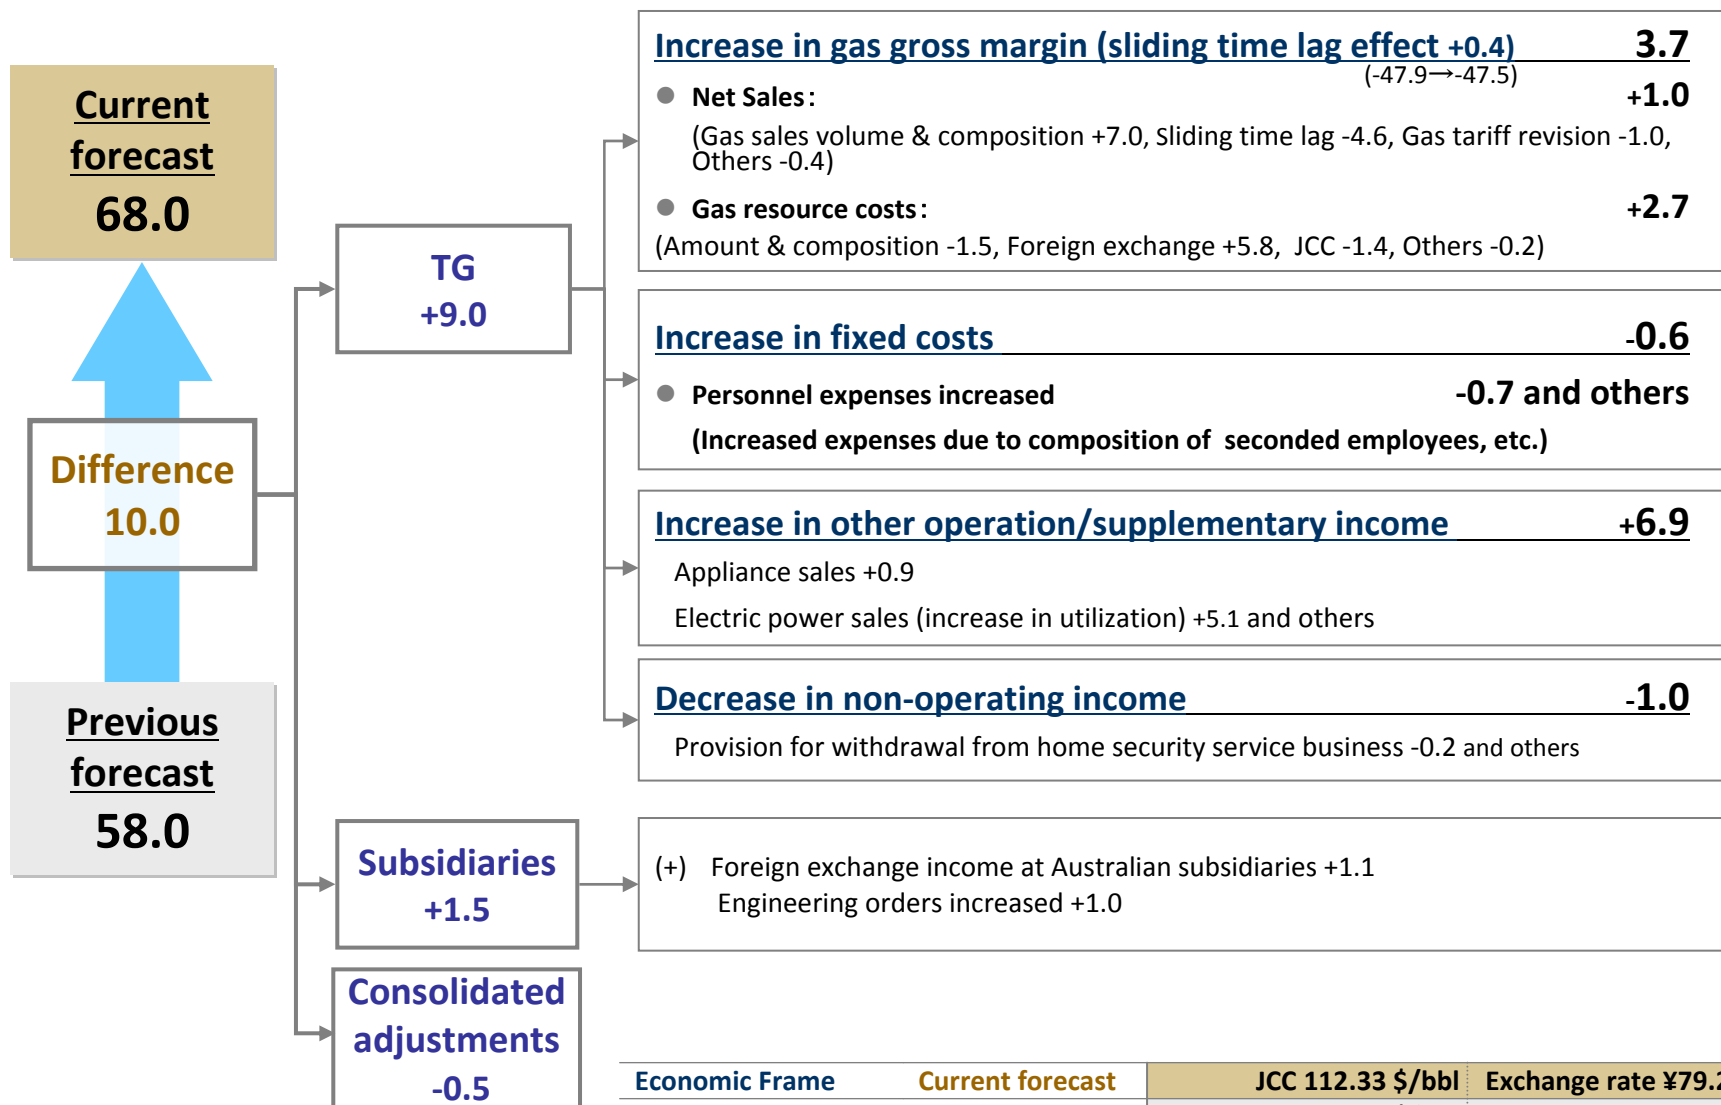 Current
forecast
68.0
Difference
10.0
Previous
forecast
58.0
TG
+9.0
Subsidiaries
+1.5
Consolidated
adjustments
-0.5
Increase in gas gross margin (sliding time lag effect +0.4) 3.7
(-47.9→-47.5)
● Net Sales: +1.0
(Gas sales volume & composition +7.0, Sliding time lag -4.6, Gas tariff revision -1.0,
Others -0.4)
● Gas resource costs: +2.7
(Amount & composition -1.5, Foreign exchange +5.8, JCC -1.4, Others -0.2)
Increase in fixed costs -0.6
● Personnel expenses increased -0.7 and others
(Increased expenses due to composition of seconded employees, etc.)
Increase in other operation/supplementary income +6.9
Appliance sales +0.9
Electric power sales (increase in utilization) +5.1 and others
Decrease in non-operating income -1.0
Provision for withdrawal from home security service business -0.2 and others
(+) Foreign exchange income at Australian subsidiaries +1.1
Engineering orders increased +1.0
Economic Frame Current forecast JCC 112.33 $/bbl Exchange rate ¥79.2